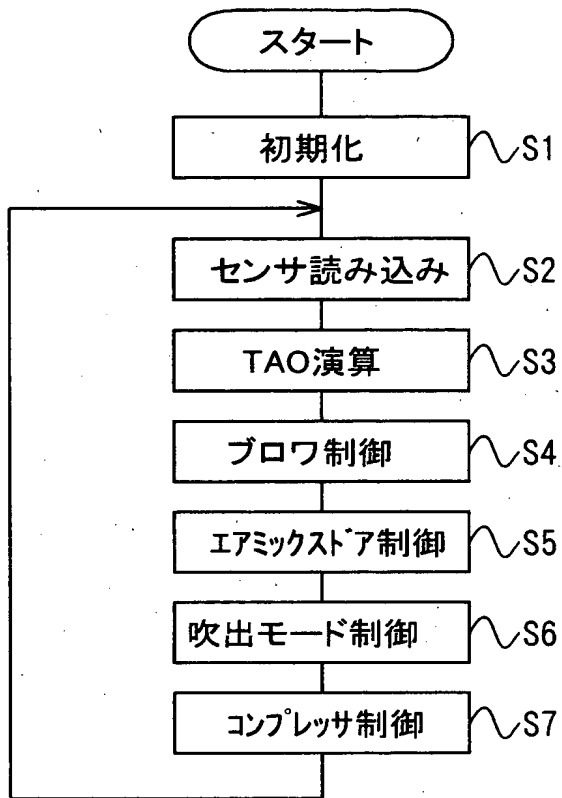 スタート
初期化 S1
センサ読み込み S2
TAO演算 S3
ブロワ制御 S4
エアミックスドア制御 S5
吹出モード制御 S6
コンプレッサ制御 S7